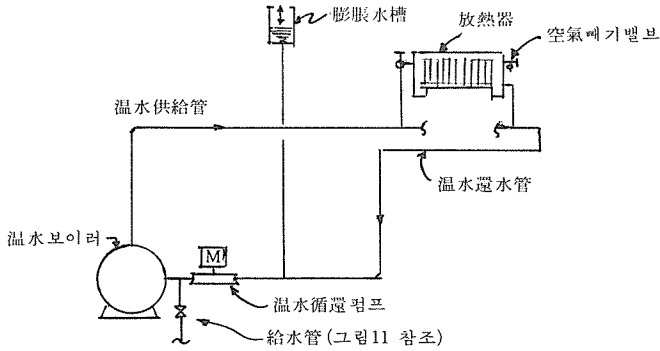 膨脹水槽
放熱器
空氣빼기밸브
温水供給管
温水還水管
温水보이러
M
温水循還펌프
給水管(그림11 참조)